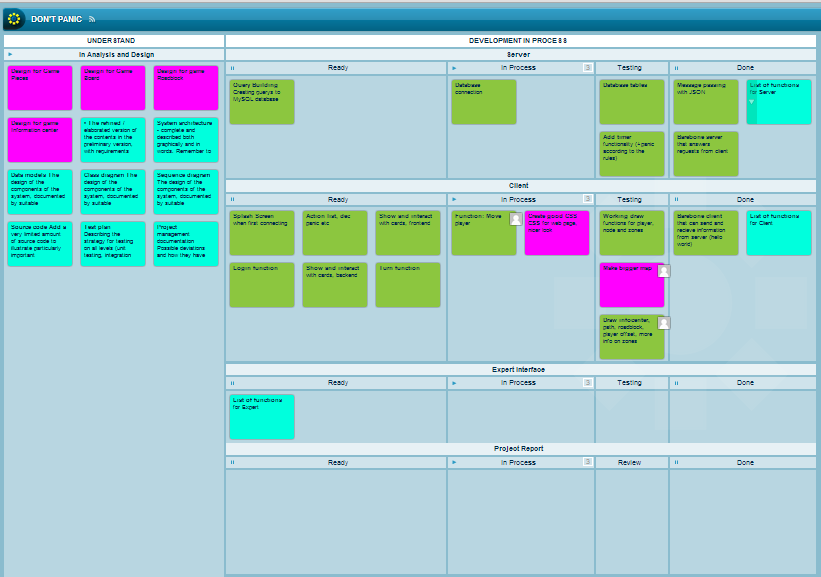 DON'T PANIC
UNDERSTAND
DEVELOPMENT IN PROCESS
In Analysis and Design
Server
Ready
In Process
3
Testing
Done
Design for Game
Pieces
Design for Game
Board
Design for game
Roadblock
Design for game
Information center
• The refined /
elaborated version of
the contents in the
preliminary version,
with requirements
System architecture
- complete and
described both
graphically and in
words. Remember to
Data models The
design of the
components of the
system, documented
by suitable
Class diagram The
design of the
components of the
system, documented
by suitable
Sequence diagram
The design of the
components of the
system, documented
by suitable
Source code Add a
very limited amount
of source code to
illustrate particularly
important
Test plan
Describing the
strategy for testing
on all levels (unit
testing, integration
Project
management
documentation
Possible deviations
and how they have
Query Building:
Creating querys to
MySQL database
Database
connection
Database tables
Add timer
functionality (+panic
according to the
rules)
Message passing
with JSON
List of functions
for Server
Barebone server
that answers
requests from client
Client
Ready
In Process
3
Testing
Done
Splash Screen
when first connecting
Action list, dec
panic etc
Show and interact
with cards, frontend
Login function
Show and interact
with cards, backend
Turn function
Function: Move
player
Create good CSS
CSS for web page,
nicer look
Working draw
functions for player,
node and zones
Make bigger map
Draw infocenter,
path, roadblock,
player offset, more
info on zones
Barebone client
that can send and
recieve information
from server (hello
world)
List of functions
for Client
Expert Interface
Ready
In Process
3
Testing
Done
List of functions
for Expert
Project Report
Ready
In Process
3
Review
Done